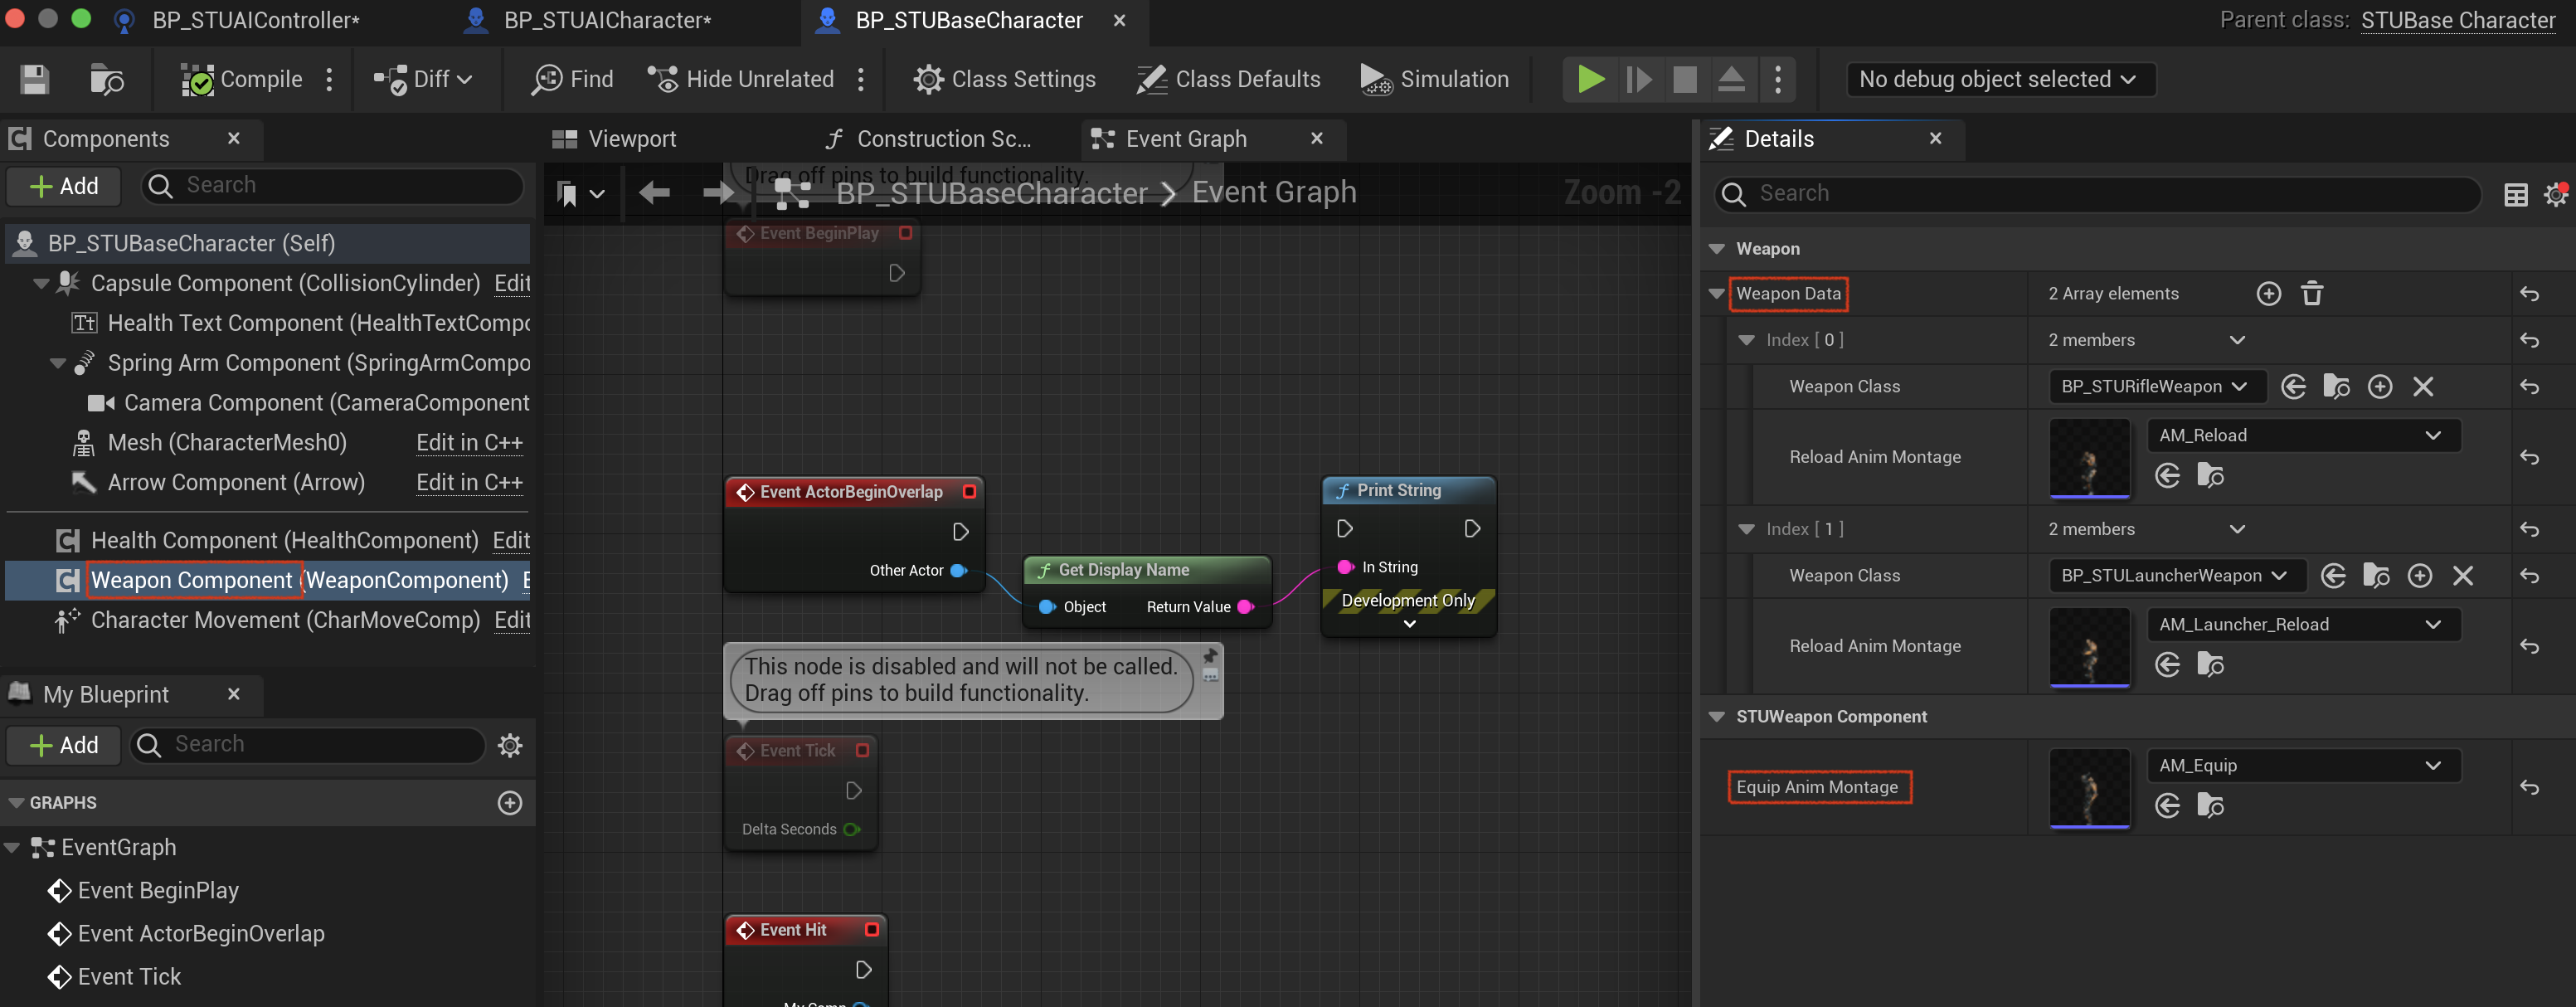 BP_STUAIController*
BP_STUAICharacter*
BP_STUBaseCharacter
Parent class: STUBase Character
Compile
Diff
Find
Hide Unrelated
Class Settings
Class Defaults
Simulation
No debug object selected
Components
Add
Search
BP_STUBaseCharacter (Self)
Capsule Component (CollisionCylinder) Edit
Health Text Component (HealthTextCompo
Spring Arm Component (SpringArmCompo
Camera Component (CameraComponent
Mesh (CharacterMesh0) Edit in C++
Arrow Component (Arrow) Edit in C++
Health Component (HealthComponent) Edit
Weapon Component (WeaponComponent) E
Character Movement (CharMoveComp) Edit
My Blueprint
Add
Search
GRAPHS
EventGraph
Event BeginPlay
Event ActorBeginOverlap
Event Tick
Viewport
Construction Sc...
Event Graph
Drag off pins to build functionality.
BP_STUBaseCharacter > Event Graph
Zoom -2
Event BeginPlay
Event ActorBeginOverlap
Other Actor
Get Display Name
Object Return Value
Print String
In String
Development Only
This node is disabled and will not be called.
Drag off pins to build functionality.
Event Tick
Delta Seconds
Event Hit
My Comp
Details
Search
Weapon
Weapon Data 2 Array elements
Index [ 0 ] 2 members
Weapon Class BP_STURifleWeapon
AM_Reload
Reload Anim Montage
Index [ 1 ] 2 members
Weapon Class BP_STULauncherWeapon
AM_Launcher_Reload
Reload Anim Montage
STUWeapon Component
AM_Equip
Equip Anim Montage